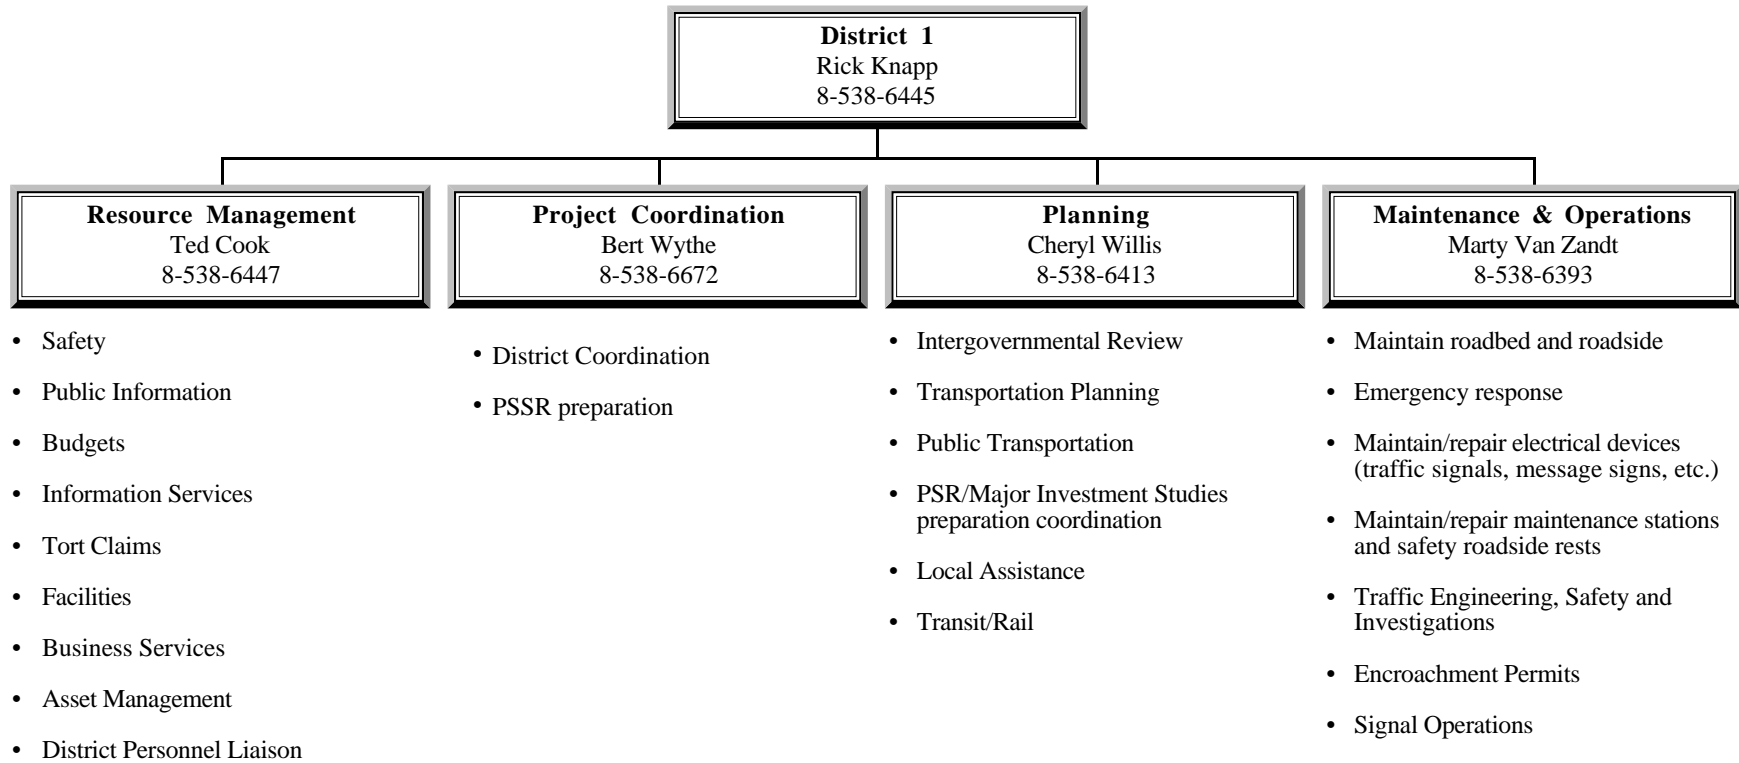 District 1
Rick Knapp
8-538-6445
Resource Management
Ted Cook
8-538-6447
Project Coordination
Bert Wythe
8-538-6672
Planning
Cheryl Willis
8-538-6413
Maintenance & Operations
Marty Van Zandt
8-538-6393
• Safety
• Public Information
• Budgets
• Information Services
• Tort Claims
• Facilities
• Business Services
• Asset Management
• District Personnel Liaison
• District Coordination
• PSSR preparation
• Intergovernmental Review
• Transportation Planning
• Public Transportation
• PSR/Major Investment Studies
preparation coordination
• Local Assistance
• Transit/Rail
• Maintain roadbed and roadside
• Emergency response
• Maintain/repair electrical devices
(traffic signals, message signs, etc.)
• Maintain/repair maintenance stations
and safety roadside rests
• Traffic Engineering, Safety and
Investigations
• Encroachment Permits
• Signal Operations